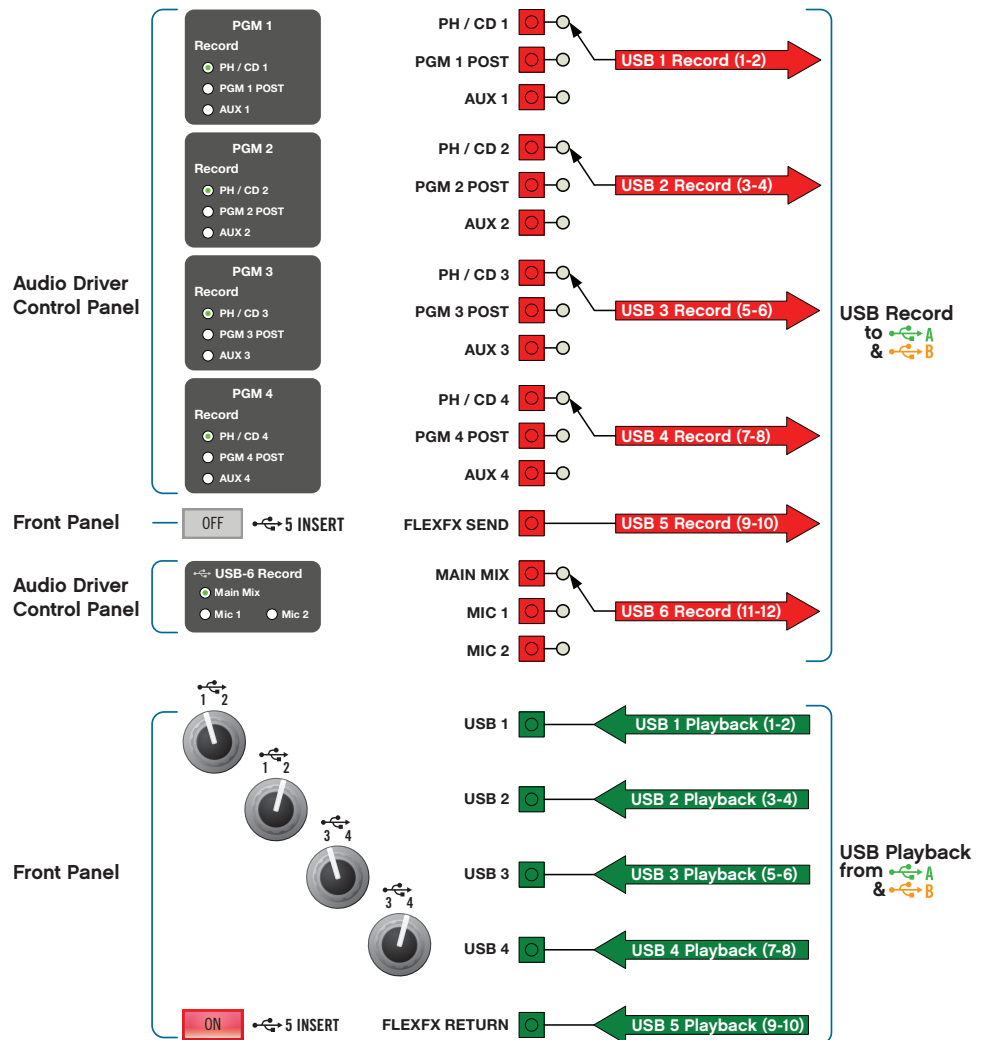 PGM 1
Record
PH / CD 1
PGM 1 POST
AUX 1
PH / CD 1
PGM 1 POST
AUX 1
USB 1 Record (1-2)
PGM 2
Record
PH / CD 2
PGM 2 POST
AUX 2
PH / CD 2
PGM 2 POST
AUX 2
USB 2 Record (3-4)
Audio Driver
Control Panel
PGM 3
Record
PH / CD 3
PGM 3 POST
AUX 3
PH / CD 3
PGM 3 POST
AUX 3
USB 3 Record (5-6)
USB Record
to A
& B
PGM 4
Record
PH / CD 4
PGM 4 POST
AUX 4
PH / CD 4
PGM 4 POST
AUX 4
USB 4 Record (7-8)
Front Panel
OFF
5 INSERT
FLEXFX SEND
USB 5 Record (9-10)
Audio Driver
Control Panel
USB-6 Record
Main Mix
Mic 1 Mic 2
MAIN MIX
MIC 1
MIC 2
USB 6 Record (11-12)
1 2
1 2
3 4
3 4
Front Panel
USB 1
USB 1 Playback (1-2)
USB 2
USB 2 Playback (3-4)
USB 3
USB 3 Playback (5-6)
USB 4
USB 4 Playback (7-8)
USB Playback
from A
& B
ON
5 INSERT
FLEXFX RETURN
USB 5 Playback (9-10)